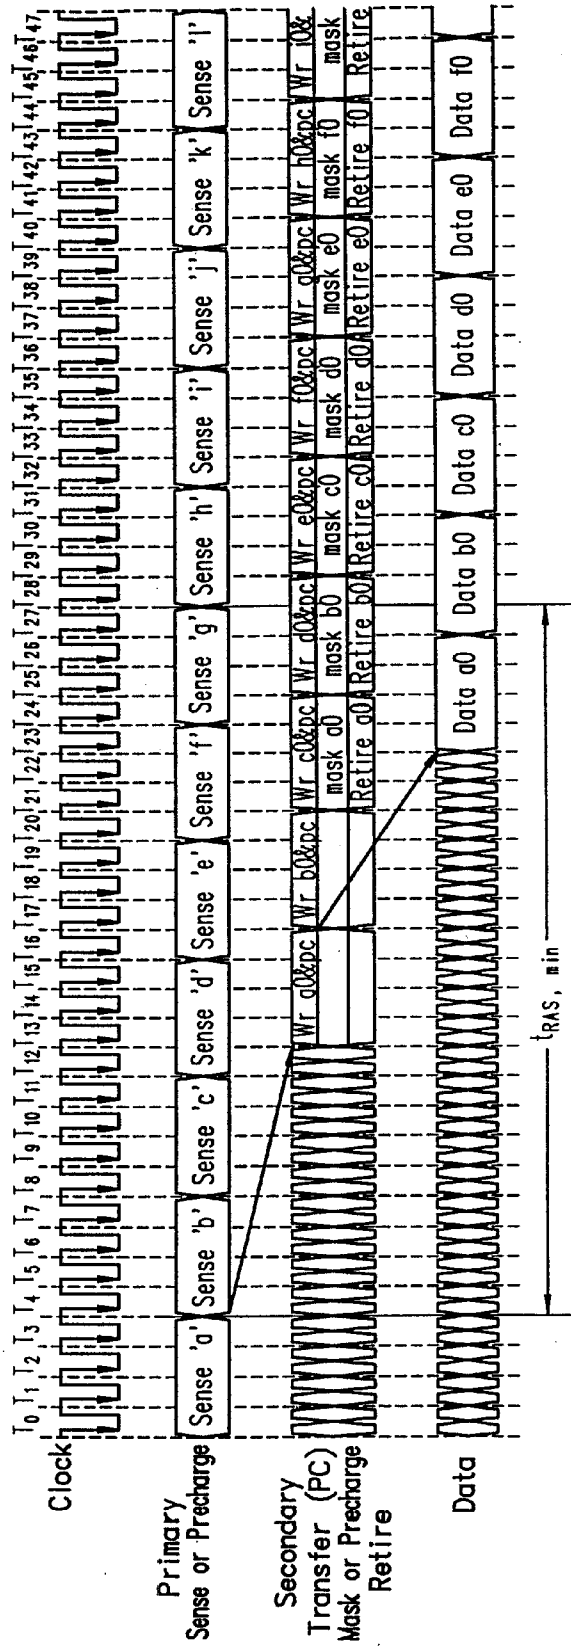 T0 T1 T2 T3 T4 T5 T6 T7 T8 T9 T10 T11 T12 T13 T14 T15 T16 T17 T18 T19 T20 T21 T22 T23 T24 T25 T26 T27 T28 T29 T30 T31 T32 T33 T34 T35 T36 T37 T38 T39 T40 T41 T42 T43 T44 T45 T46 T47
Clock
Primary
Sense or Precharge
Sense 'a' Sense 'b' Sense 'c' Sense 'd' Sense 'e' Sense 'f' Sense 'g' Sense 'h' Sense 'i' Sense 'j' Sense 'k' Sense 'l'
Secondary
Transfer (PC)
Mask or Precharge
Retire
Wr a0&pc Wr b0&pc Wr c0&pc Wr d0&pc Wr e0&pc Wr f0&pc Wr g0&pc Wr h0&pc Wr i0&
mask a0 mask b0 mask c0 mask d0 mask e0 mask f0 mask
Retire a0 Retire b0 Retire c0 Retire d0 Retire e0 Retire f0 Retire
Data
Data a0 Data b0 Data c0 Data d0 Data e0 Data f0
tRAS, min